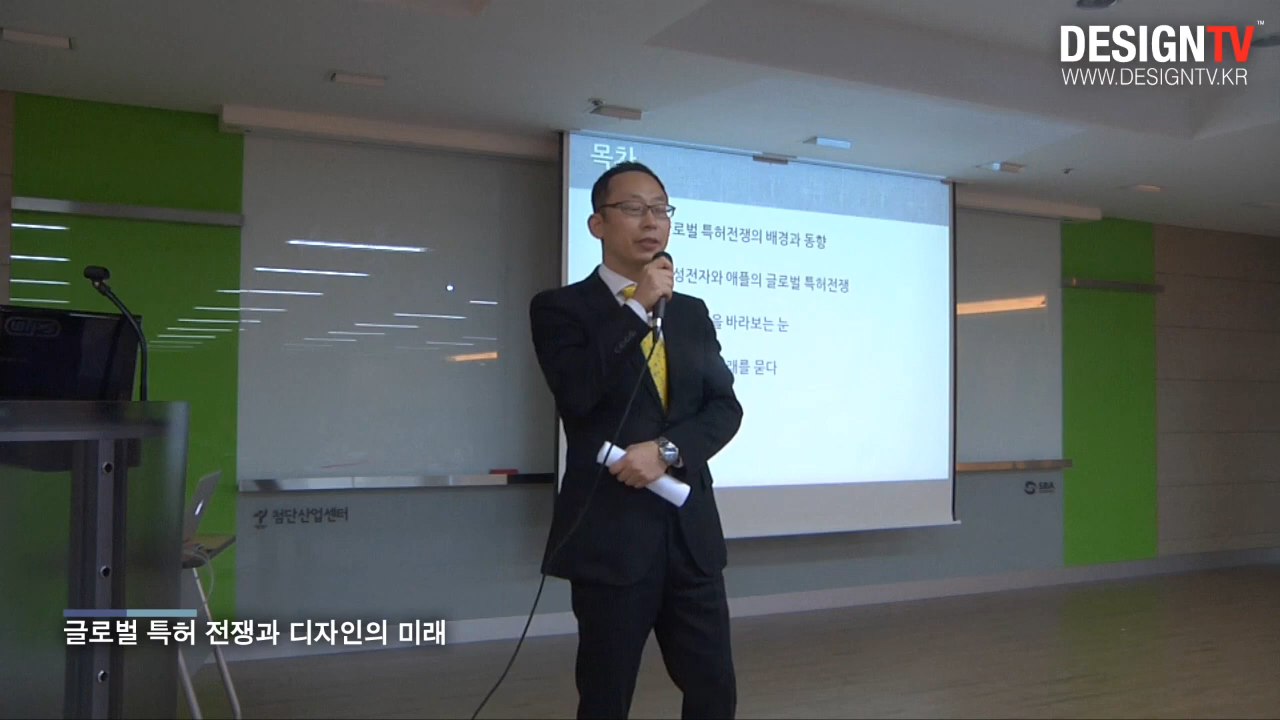 DESIGNTV™
WWW.DESIGNTV.KR
목차
글로벌 특허전쟁의 배경과 동향
성전자와 애플의 글로벌 특허전쟁
을 바라보는 눈
래를 묻다
SBA
첨단산업센터
글로벌 특허 전쟁과 디자인의 미래